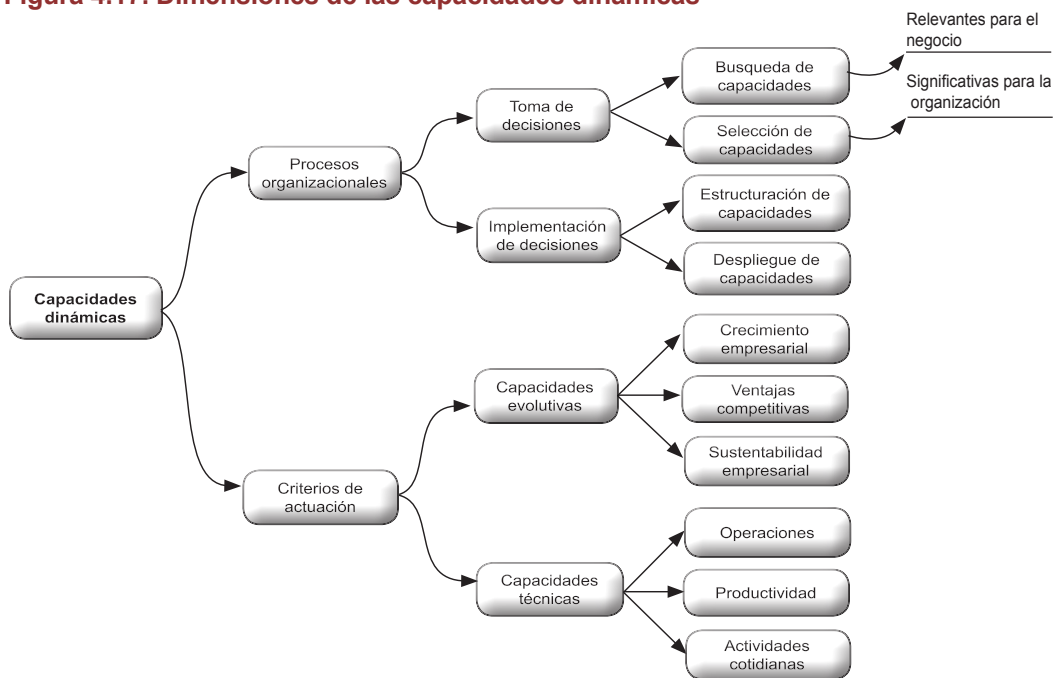 Figura 4.17. Dimensiones de las capacidades dinámicas
Relevantes para el
negocio
Significativas para la
organización
Busqueda de
capacidades
Toma de
decisiones
Selección de
capacidades
Procesos
organizacionales
Estructuración de
capacidades
Implementación
de decisiones
Despliegue de
capacidades
Capacidades
dinámicas
Crecimiento
empresarial
Capacidades
evolutivas
Ventajas
competitivas
Sustentabilidad
empresarial
Criterios de
actuación
Operaciones
Capacidades
técnicas
Productividad
Actividades
cotidianas